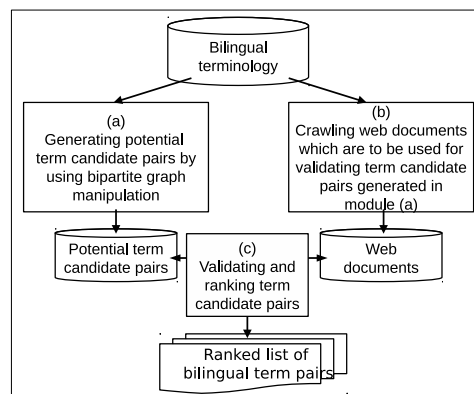 Bilingual
terminology
(a)
Generating potential
term candidate pairs by
using bipartite graph
manipulation
(b)
Crawling web documents
which are to be used for
validating term candidate
pairs generated in
module (a)
Potential term
candidate pairs
(c)
Validating and
ranking term
candidate pairs
Web
documents
Ranked list of
bilingual term pairs